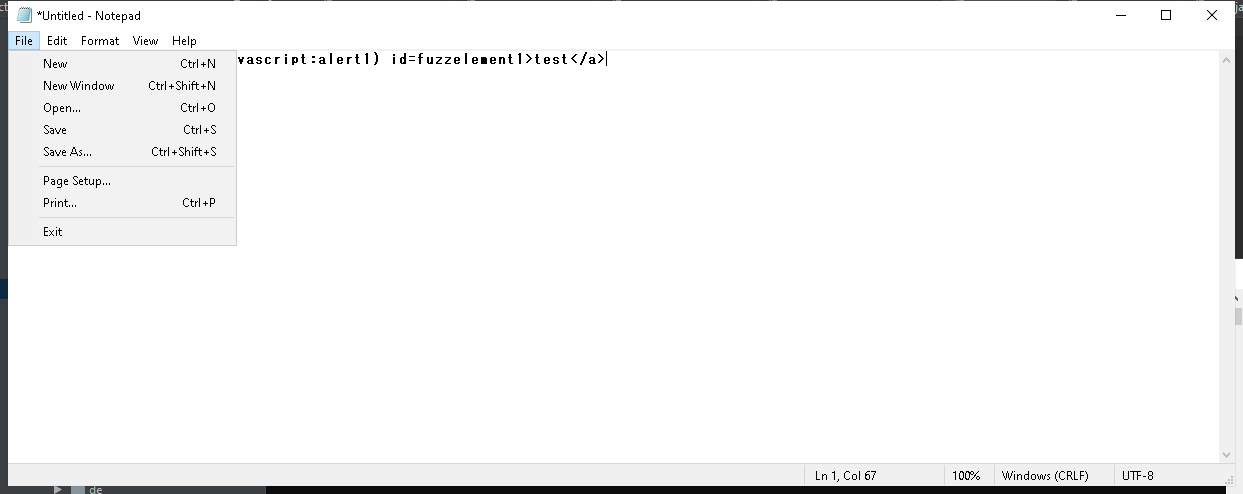 *Untitled - Notepad
File Edit Format View Help
vascript:alert1) id=fuzzelement1>test</a>
New Ctrl+N
New Window Ctrl+Shift+N
Open... Ctrl+O
Save Ctrl+S
Save As... Ctrl+Shift+S
Page Setup...
Print... Ctrl+P
Exit
Ln 1, Col 67 100% Windows (CRLF) UTF-8
de